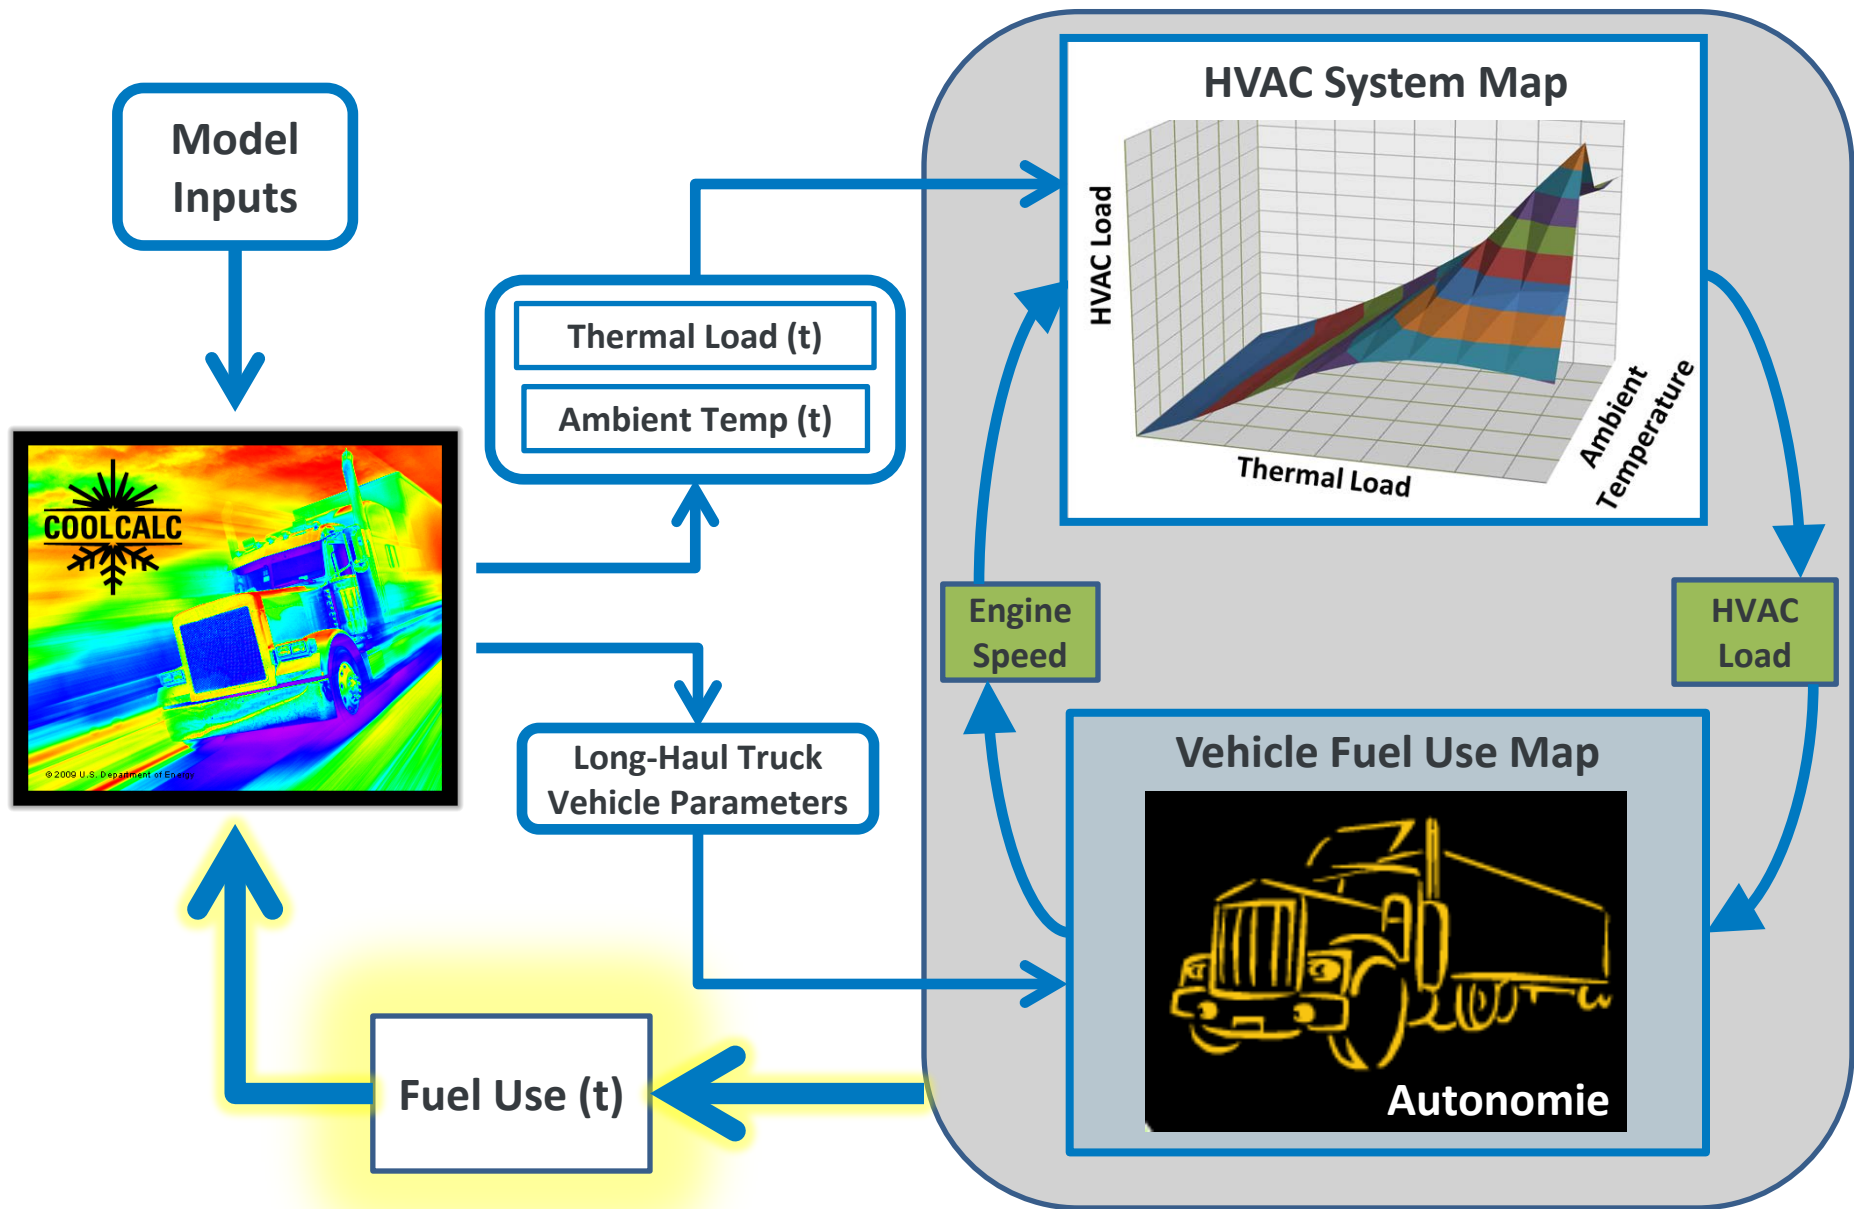 Model
Inputs
COOLCALC
© 2009 U.S. Department of Energy
Thermal Load (t)
Ambient Temp (t)
Long-Haul Truck
Vehicle Parameters
Fuel Use (t)
HVAC System Map
HVAC Load
Thermal Load
Ambient
Temperature
Engine
Speed
HVAC
Load
Vehicle Fuel Use Map
Autonomie